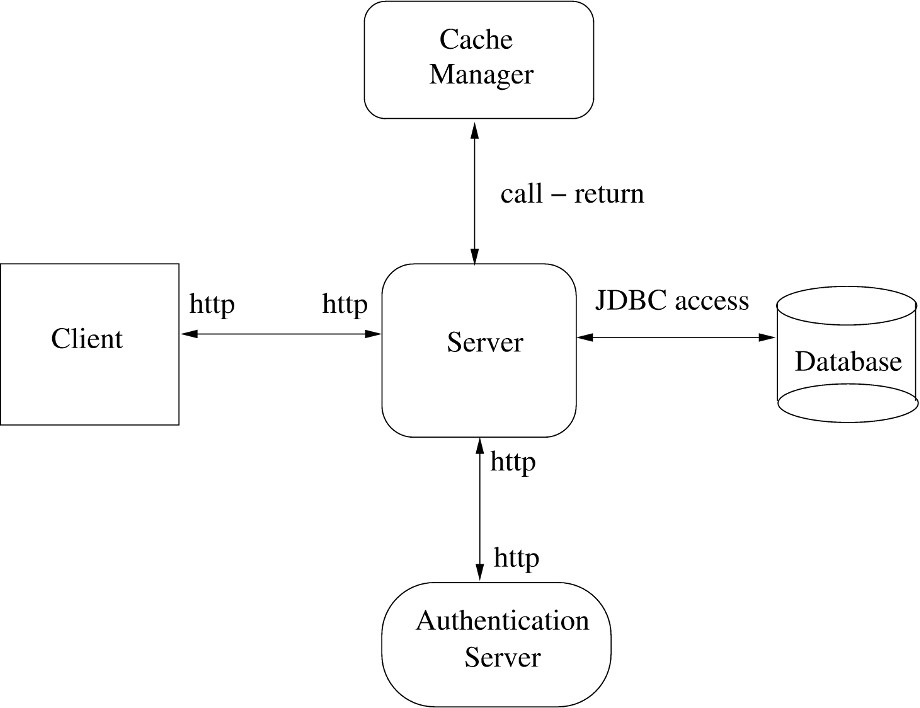 Cache
Manager
call – return
http
http
JDBC access
Client
Server
Database
http
http
Authentication
Server